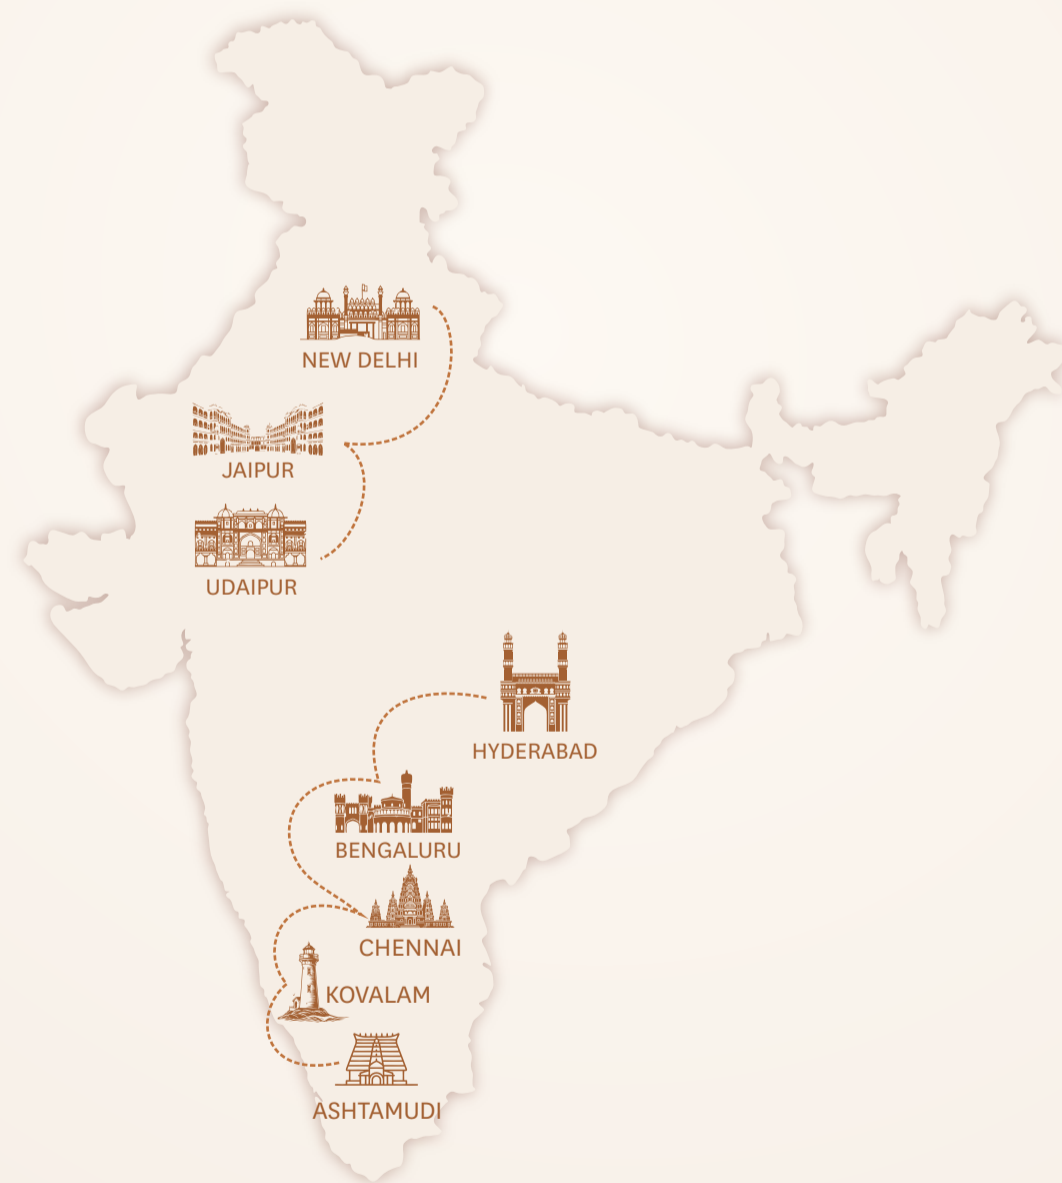 NEW DELHI
JAIPUR
UDAIPUR
HYDERABAD
BENGALURU
CHENNAI
KOVALAM
ASHTAMUDI